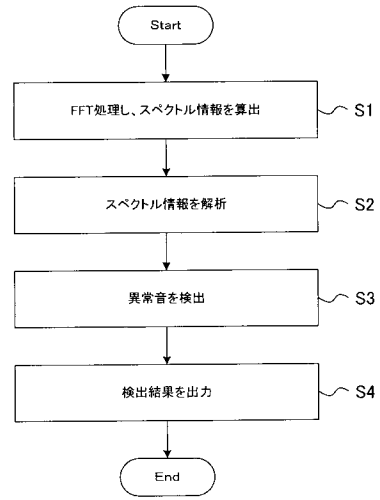 Start
FFT処理し、スペクトル情報を算出
S1
スペクトル情報を解析
S2
異常音を検出
S3
検出結果を出力
S4
End